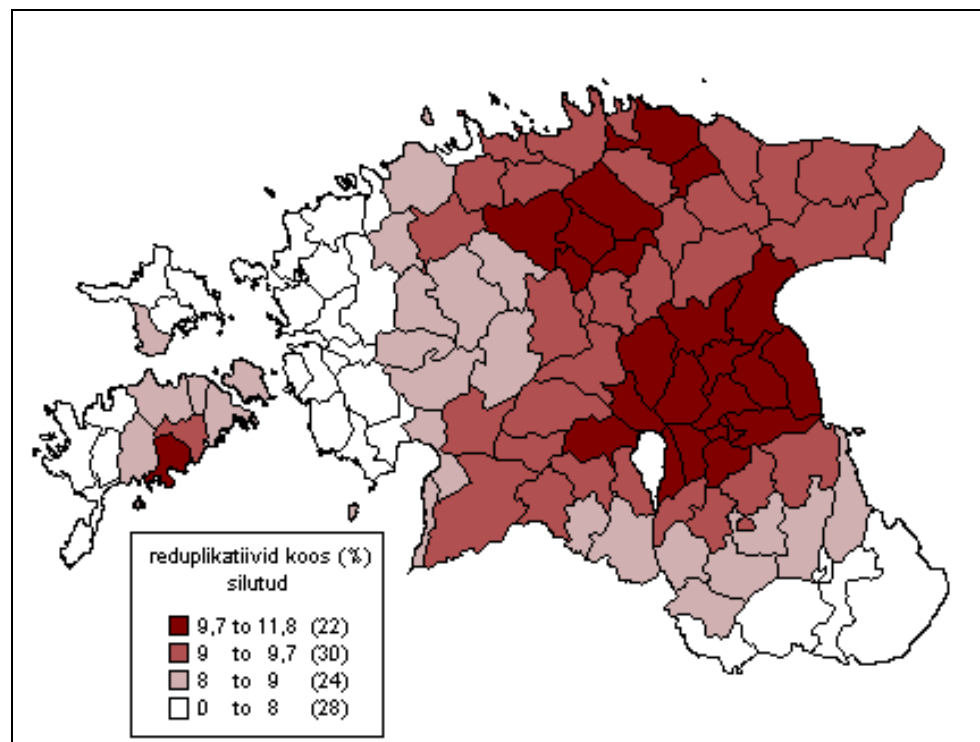 reduplikatiivid koos (%)
silutud
9,7 to 11,8 (22)
9 to 9,7 (30)
8 to 9 (24)
0 to 8 (28)